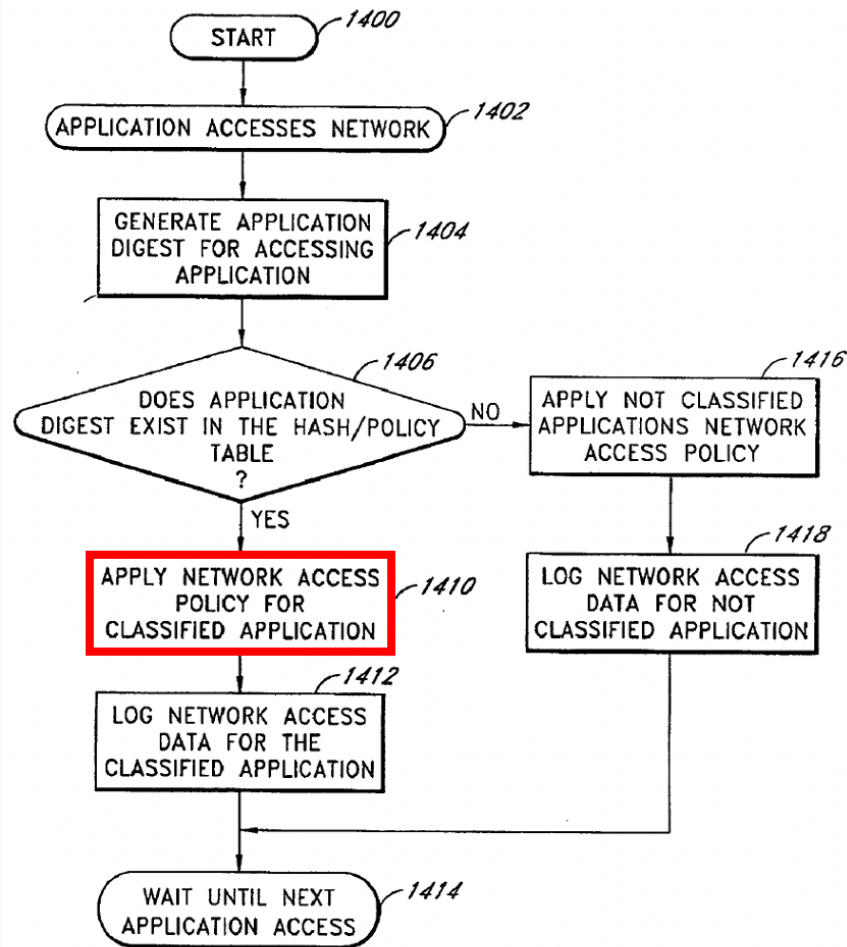 START
1400
APPLICATION ACCESSES NETWORK
1402
GENERATE APPLICATION
DIGEST FOR ACCESSING
APPLICATION
1404
1406
DOES APPLICATION
DIGEST EXIST IN THE HASH/POLICY
TABLE
?
NO
1416
APPLY NOT CLASSIFIED
APPLICATIONS NETWORK
ACCESS POLICY
YES
1418
LOG NETWORK ACCESS
DATA FOR NOT
CLASSIFIED APPLICATION
APPLY NETWORK ACCESS
POLICY FOR
CLASSIFIED APPLICATION
1410
1412
LOG NETWORK ACCESS
DATA FOR THE
CLASSIFIED APPLICATION
WAIT UNTIL NEXT
APPLICATION ACCESS
1414